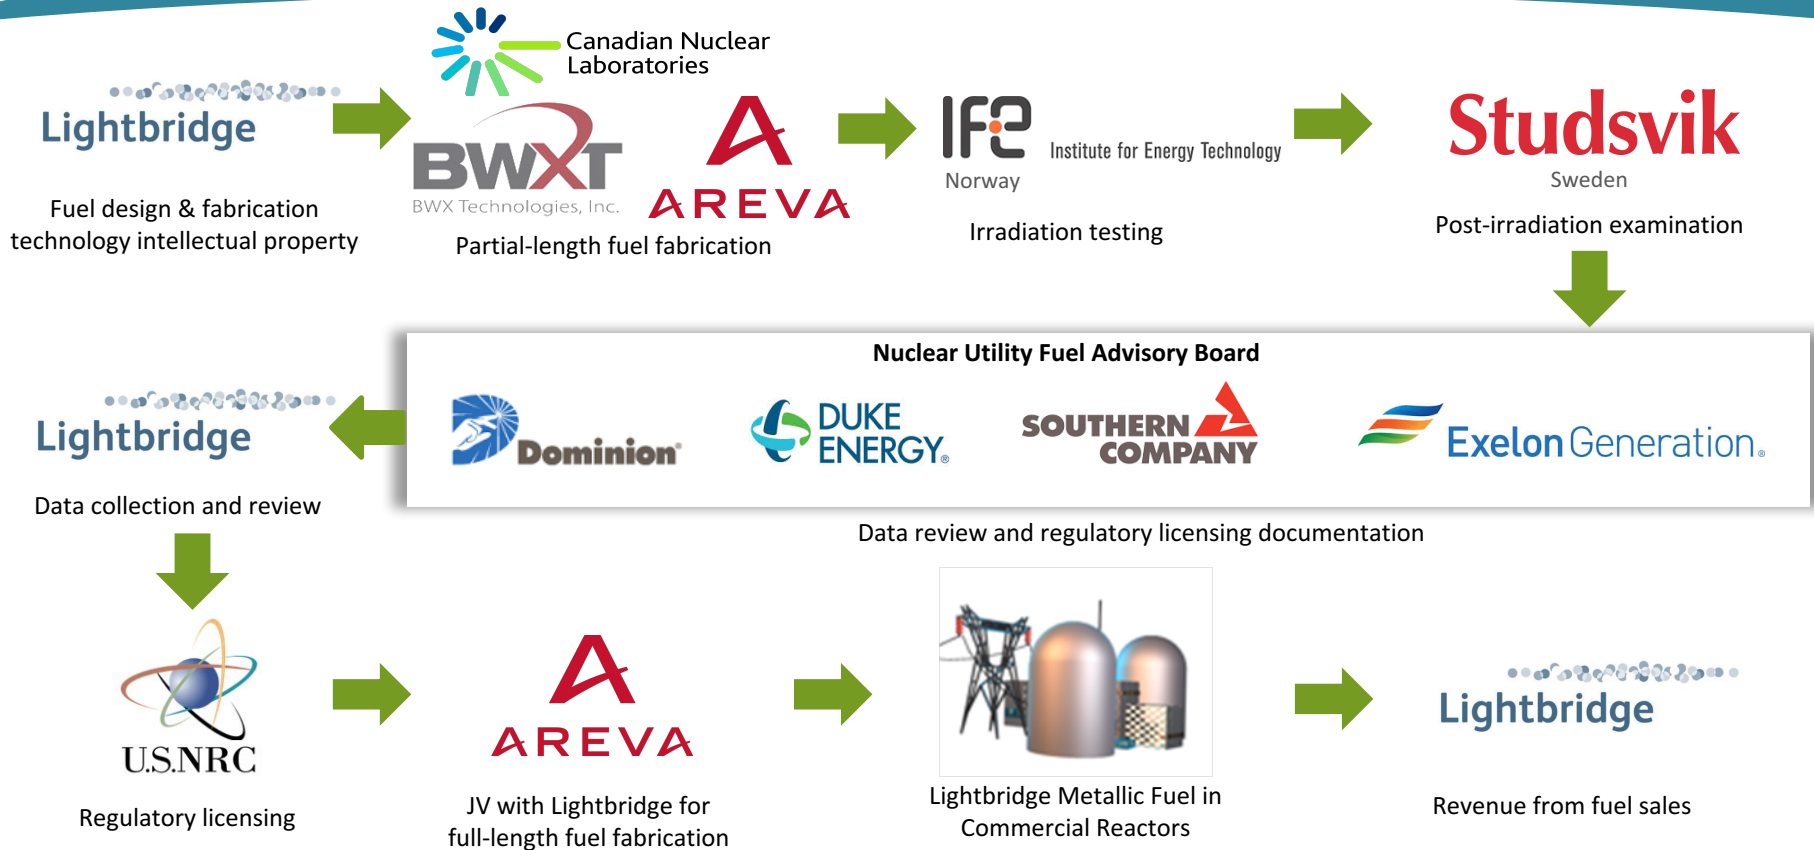 Lightbridge
Fuel design & fabrication
technology intellectual property
Canadian Nuclear
Laboratories
BWXT
BWX Technologies, Inc.
AREVA
Partial-length fuel fabrication
IFE
Institute for Energy Technology
Norway
Irradiation testing
Studsvik
Sweden
Post-irradiation examination
Nuclear Utility Fuel Advisory Board
Dominion®
DUKE
ENERGY®
SOUTHERN
COMPANY
Exelon Generation®
Data review and regulatory licensing documentation
Lightbridge
Data collection and review
U.S.NRC
Regulatory licensing
AREVA
JV with Lightbridge for
full-length fuel fabrication
Lightbridge Metallic Fuel in
Commercial Reactors
Lightbridge
Revenue from fuel sales